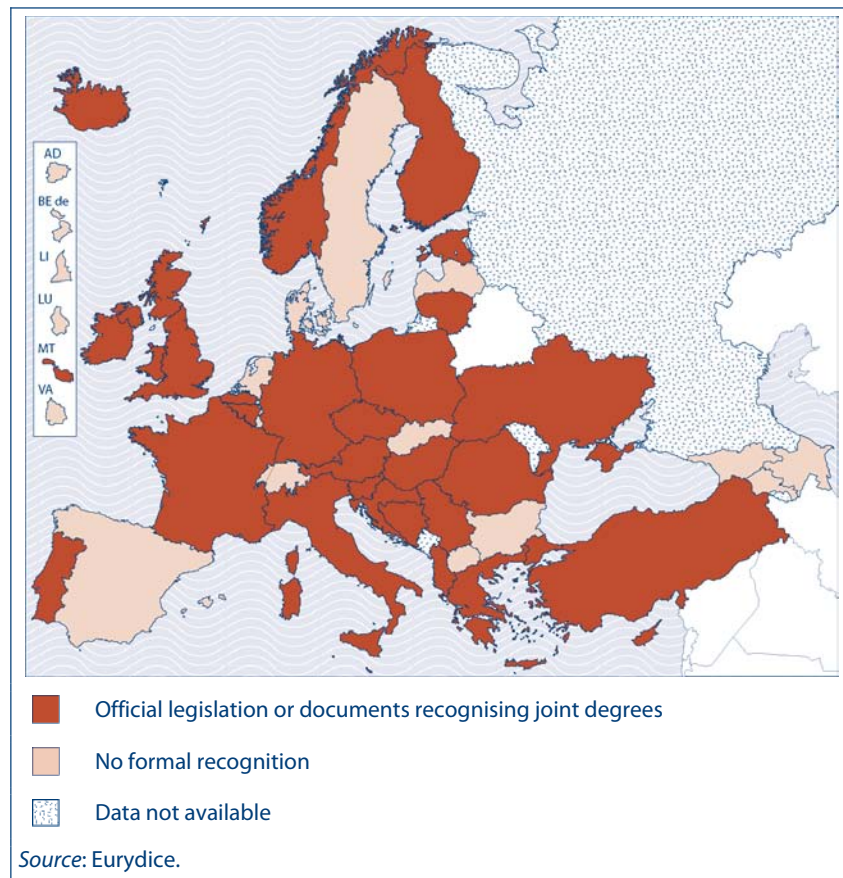 AD
BE de
LI
LU
MT
VA
Official legislation or documents recognising joint degrees
No formal recognition
Data not available
Source: Eurydice.